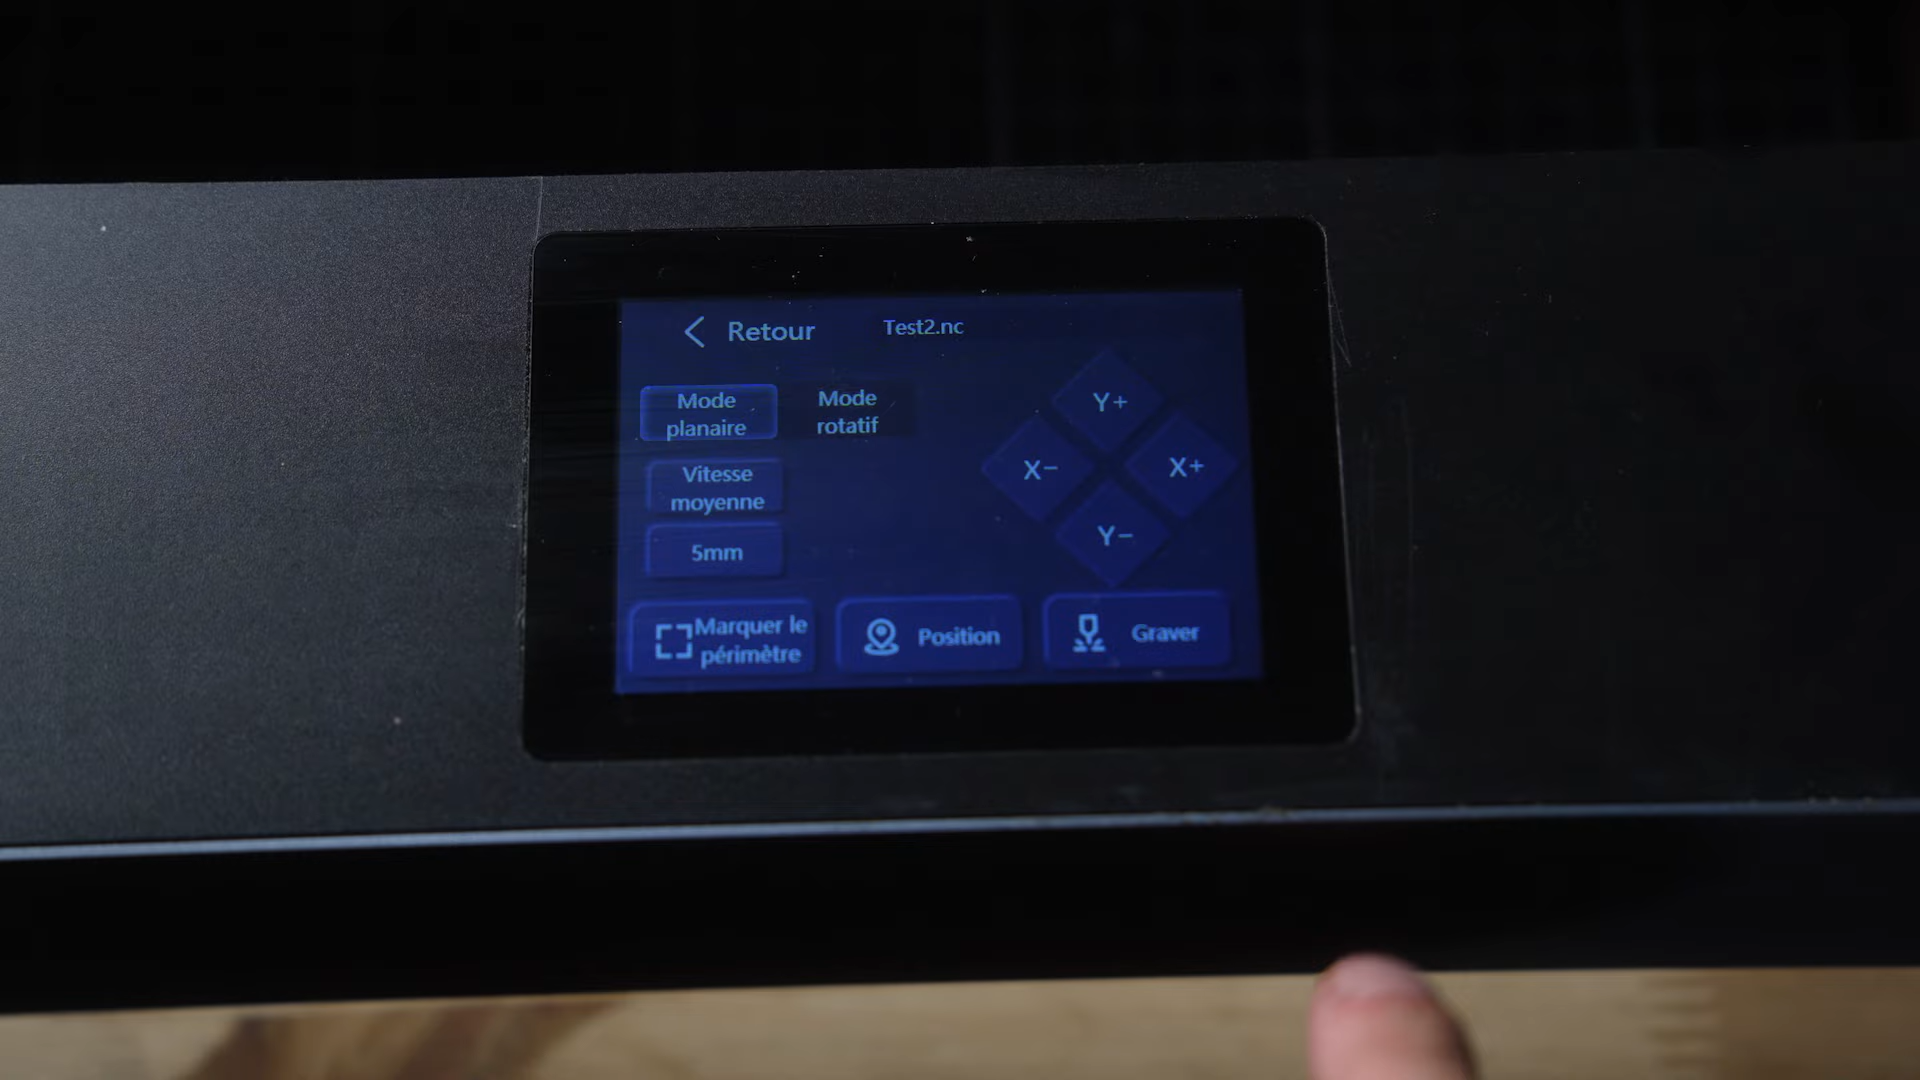 Retour
Test2.nc
Mode
planaire
Mode
rotatif
Vitesse
moyenne
5mm
Y+
X−
X+
Y−
Marquer le
périmètre
Position
Graver